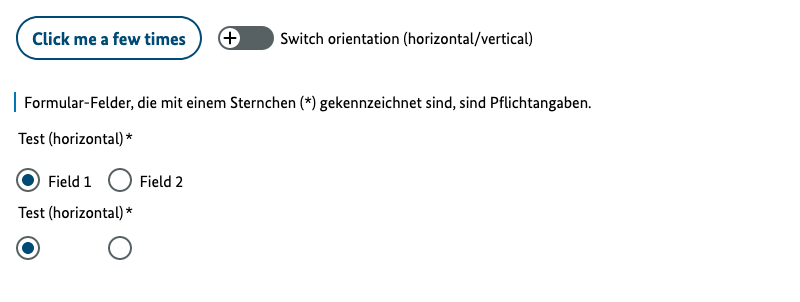 Click me a few times
Switch orientation (horizontal/vertical)
Formular-Felder, die mit einem Sternchen (*) gekennzeichnet sind, sind Pflichtangaben.
Test (horizontal)*
Field 1 Field 2
Test (horizontal)*